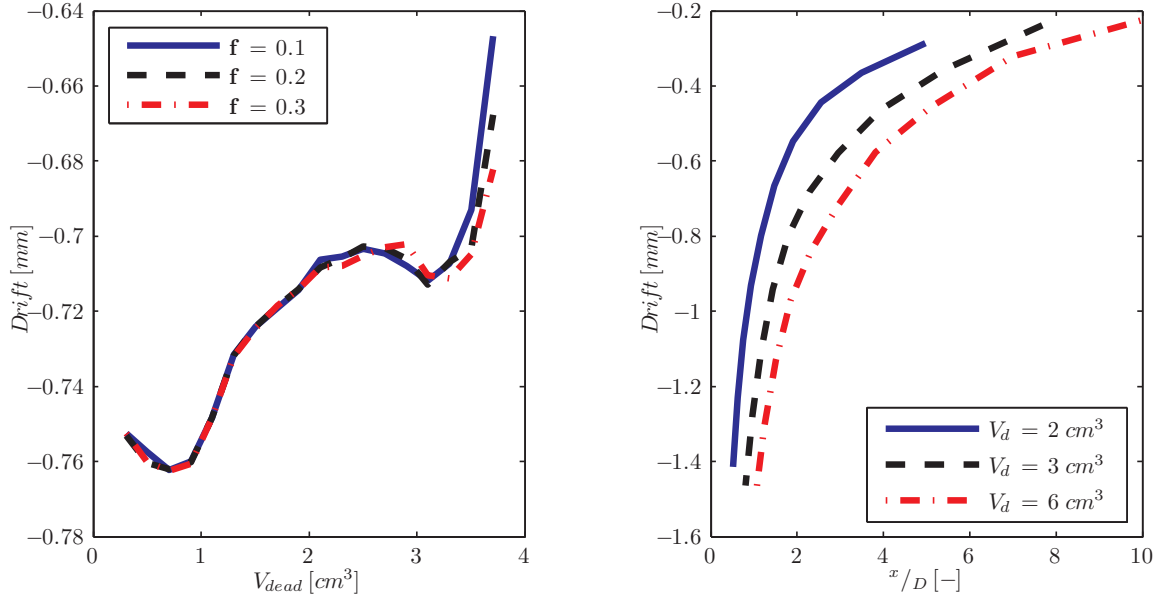 −0.64
−0.66
−0.68
−0.7
−0.72
−0.74
−0.76
−0.78
Drift [mm]
f = 0.1
f = 0.2
f = 0.3
0 1 2 3 4
V_dead [cm³]
−0.2
−0.4
−0.6
−0.8
−1
−1.2
−1.4
−1.6
Drift [mm]
V_d = 2 cm³
V_d = 3 cm³
V_d = 6 cm³
0 2 4 6 8 10
x/D [−]